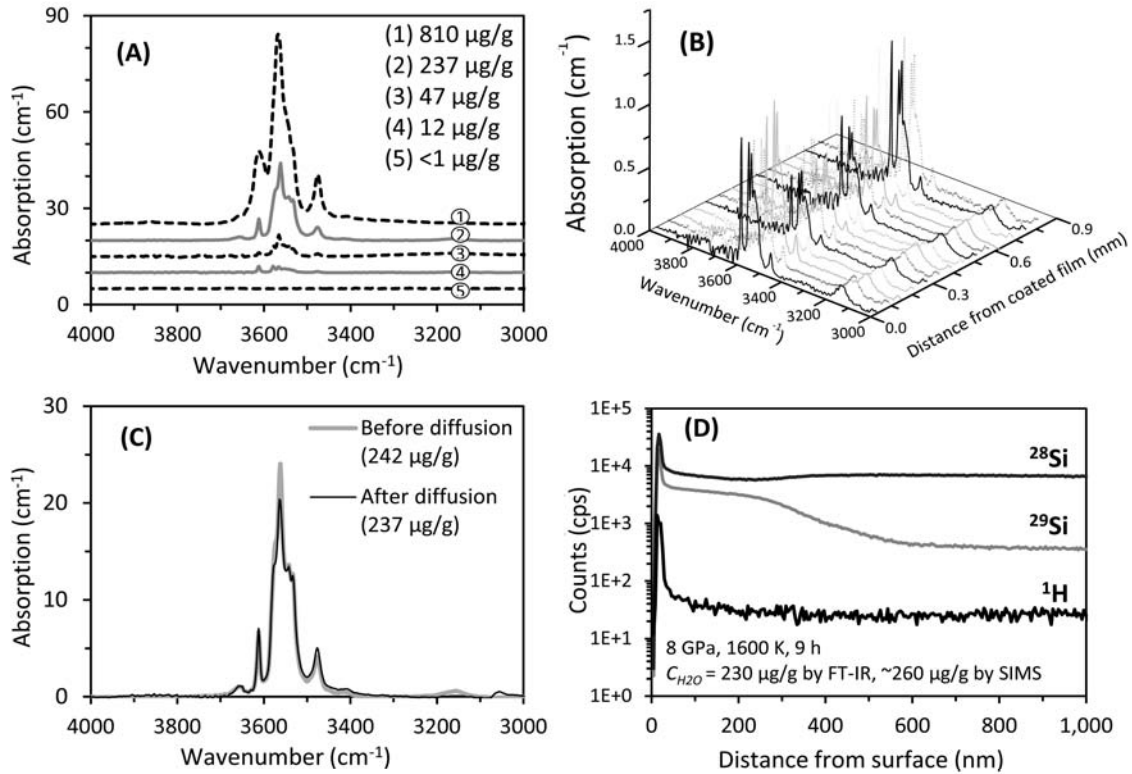 (A)
90
60
30
0
Absorption (cm-1)
(1) 810 µg/g
(2) 237 µg/g
(3) 47 µg/g
(4) 12 µg/g
(5) <1 µg/g
1
2
3
4
5
4000 3800 3600 3400 3200 3000
Wavenumber (cm-1)
(B)
1.5
1.0
0.5
0.0
Absorption (cm-1)
4000 3800 3600 3400 3200 3000
Wavenumber (cm-1)
0.0 0.3 0.6 0.9
Distance from coated film (mm)
(C)
30
20
10
0
Absorption (cm-1)
Before diffusion
(242 µg/g)
After diffusion
(237 µg/g)
4000 3800 3600 3400 3200 3000
Wavenumber (cm-1)
(D)
1E+5
1E+4
1E+3
1E+2
1E+1
1E+0
Counts (cps)
28Si
29Si
1H
8 GPa, 1600 K, 9 h
CH2O = 230 µg/g by FT-IR, ~260 µg/g by SIMS
0 200 400 600 800 1,000
Distance from surface (nm)